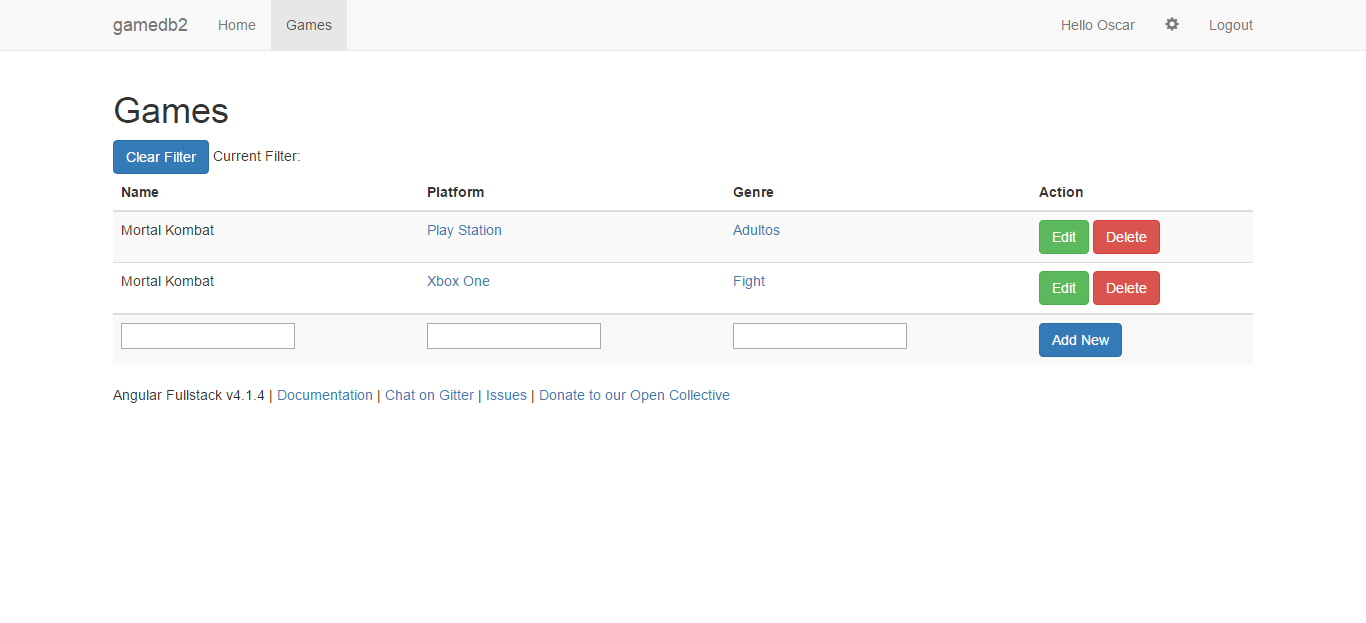 gamedb2 Home Games Hello Oscar Logout
Games
Clear Filter Current Filter:
Name Platform Genre Action
Mortal Kombat Play Station Adultos Edit Delete
Mortal Kombat Xbox One Fight Edit Delete
Add New
Angular Fullstack v4.1.4 | Documentation | Chat on Gitter | Issues | Donate to our Open Collective